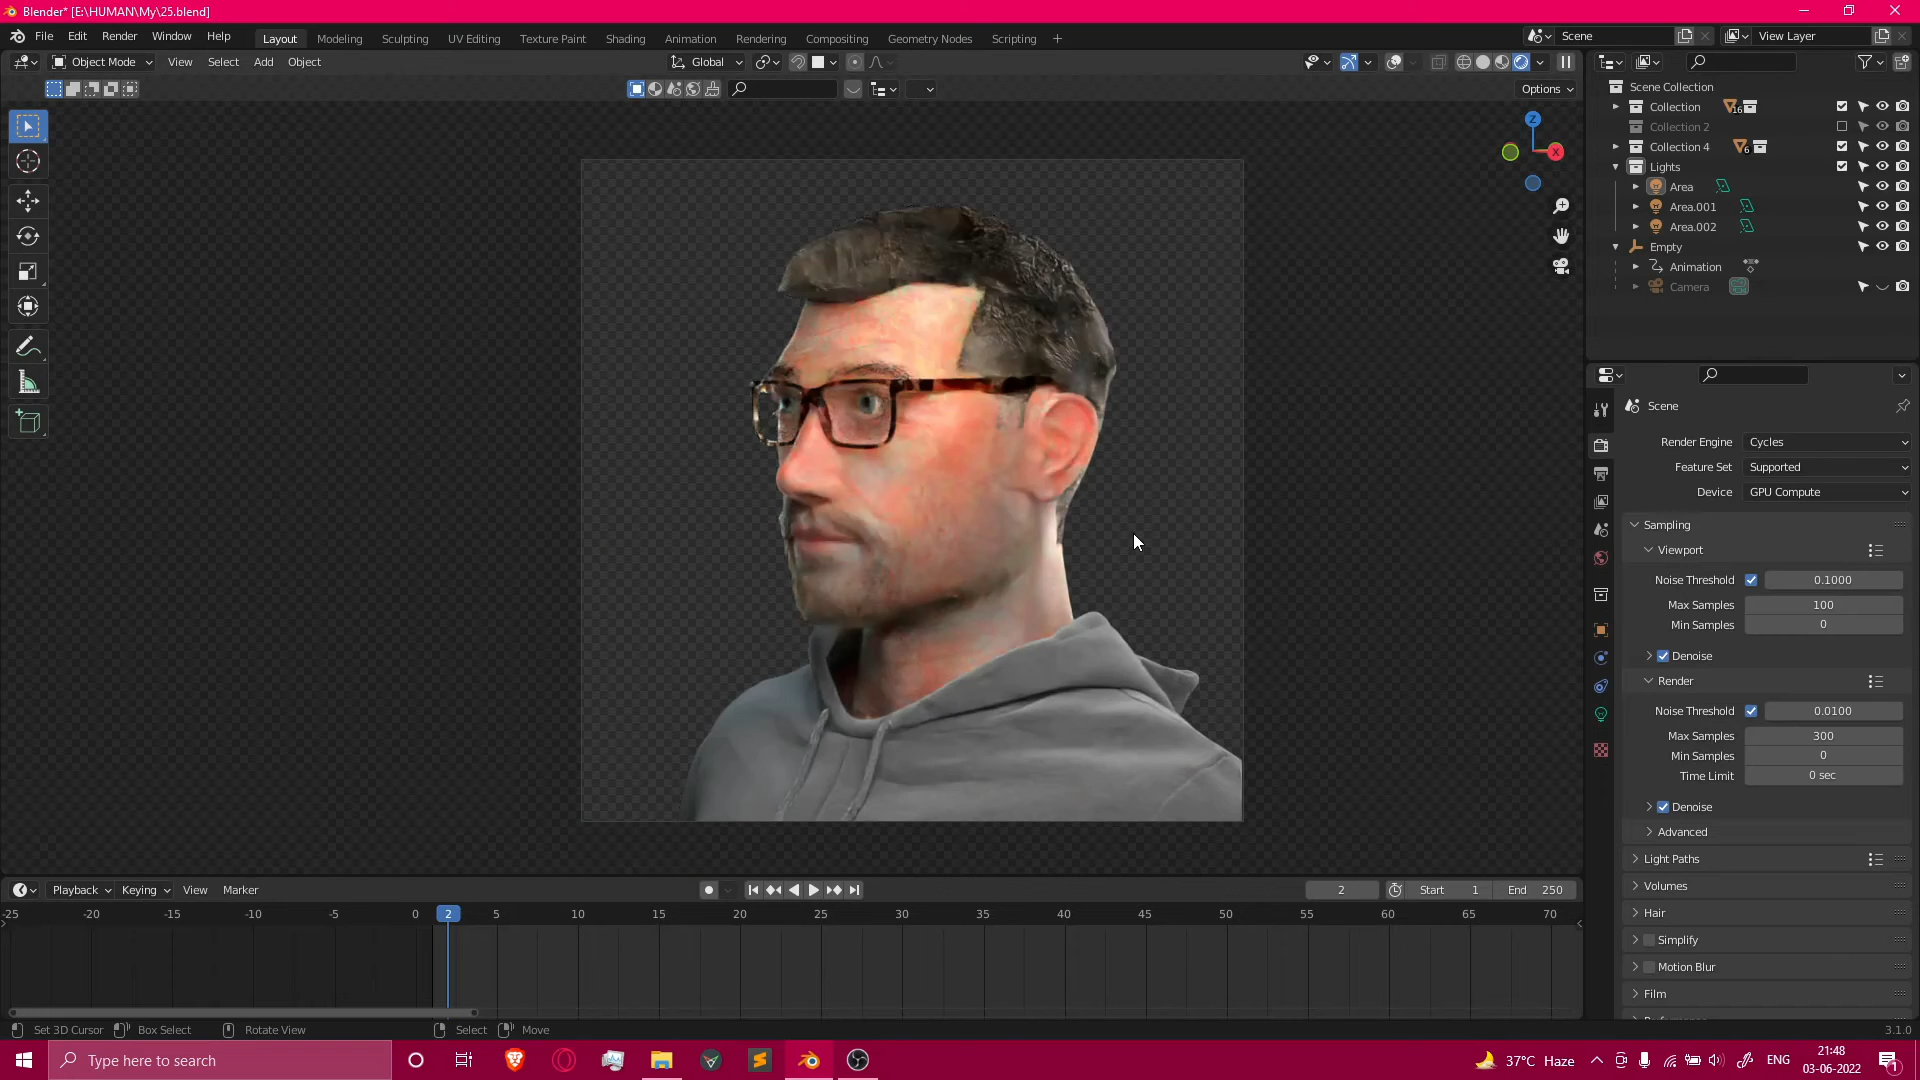 Blender* [E:\HUMAN\My\25.blend]
File Edit Render Window Help
Layout Modeling Sculpting UV Editing Texture Paint Shading Animation Rendering Compositing Geometry Nodes Scripting
Scene View Layer
Object Mode View Select Add Object Global
Options
Z
X
Scene Collection
Collection 16
Collection 2
Collection 4 6
Lights
Area
Area.001
Area.002
Empty
Animation
Camera
Scene
Render Engine Cycles
Feature Set Supported
Device GPU Compute
Sampling
Viewport
Noise Threshold 0.1000
Max Samples 100
Min Samples 0
Denoise
Render
Noise Threshold 0.0100
Max Samples 300
Min Samples 0
Time Limit 0 sec
Denoise
Advanced
Light Paths
Volumes
Hair
Simplify
Motion Blur
Film
Playback Keying View Marker 2 Start 1 End 250
-25 -20 -15 -10 -5 0 2 5 10 15 20 25 30 35 40 45 50 55 60 65 70
Set 3D Cursor Box Select Rotate View Select Move 3.1.0
Type here to search
37°C Haze ENG
21:48
03-06-2022
1